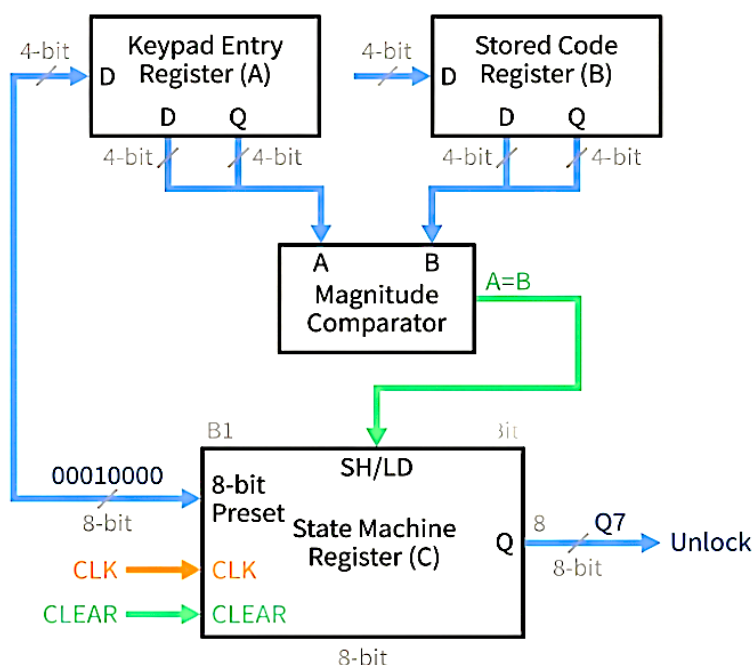 Keypad Entry
Register (A)
4-bit
D
D Q
4-bit
4-bit
Stored Code
Register (B)
4-bit
D
D Q
4-bit
4-bit
A B
Magnitude
Comparator
A=B
B1
SH/LD
00010000
8-bit
8-bit
Preset
State Machine
Register (C)
Q
8
Q7
8-bit
Unlock
CLK
CLK
CLEAR
CLEAR
8-bit